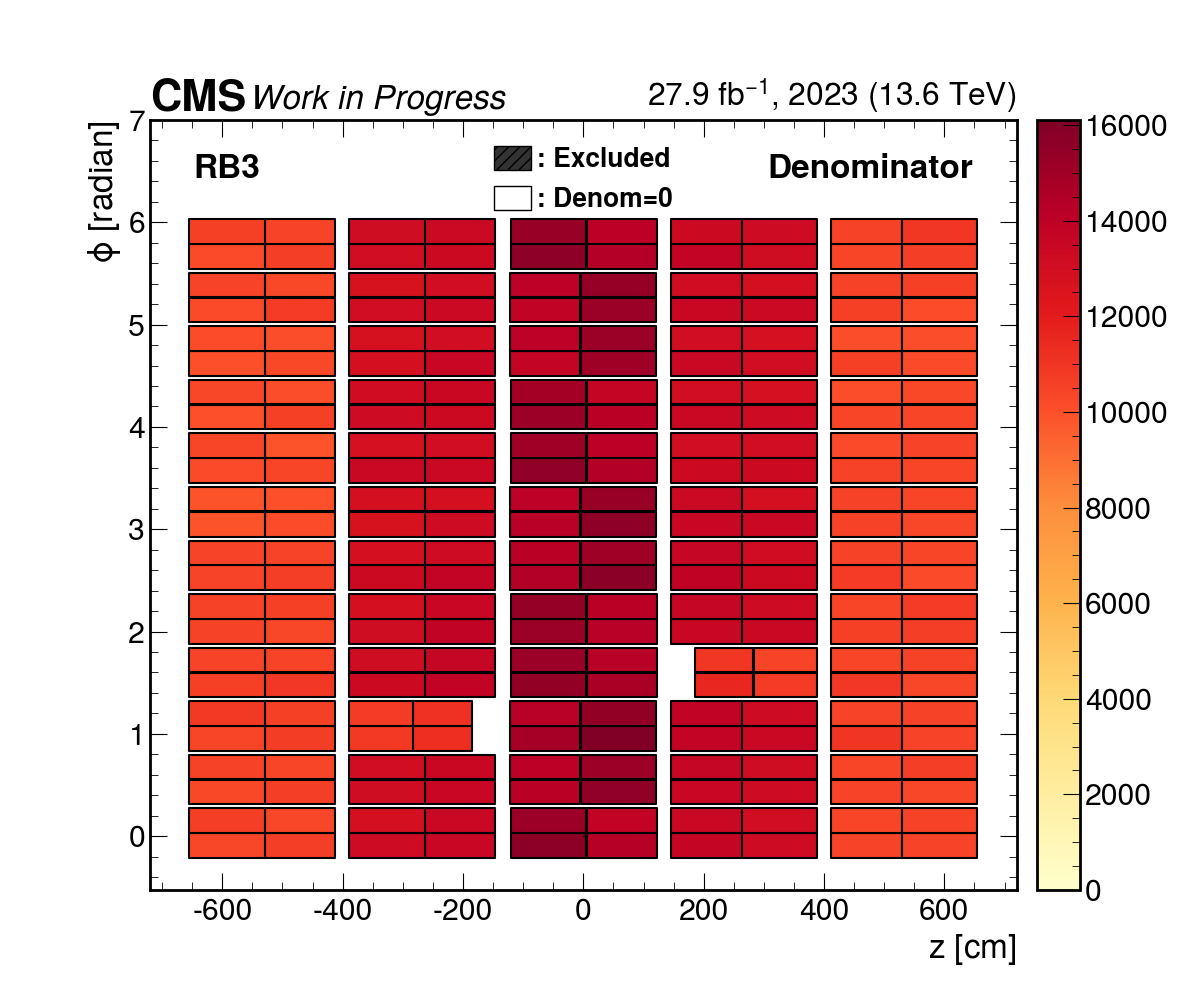 CMS Work in Progress 27.9 fb⁻¹, 2023 (13.6 TeV)
RB3 : Excluded Denominator
: Denom=0
ϕ [radian]
7
6
5
4
3
2
1
0
-600 -400 -200 0 200 400 600
z [cm]
16000
14000
12000
10000
8000
6000
4000
2000
0